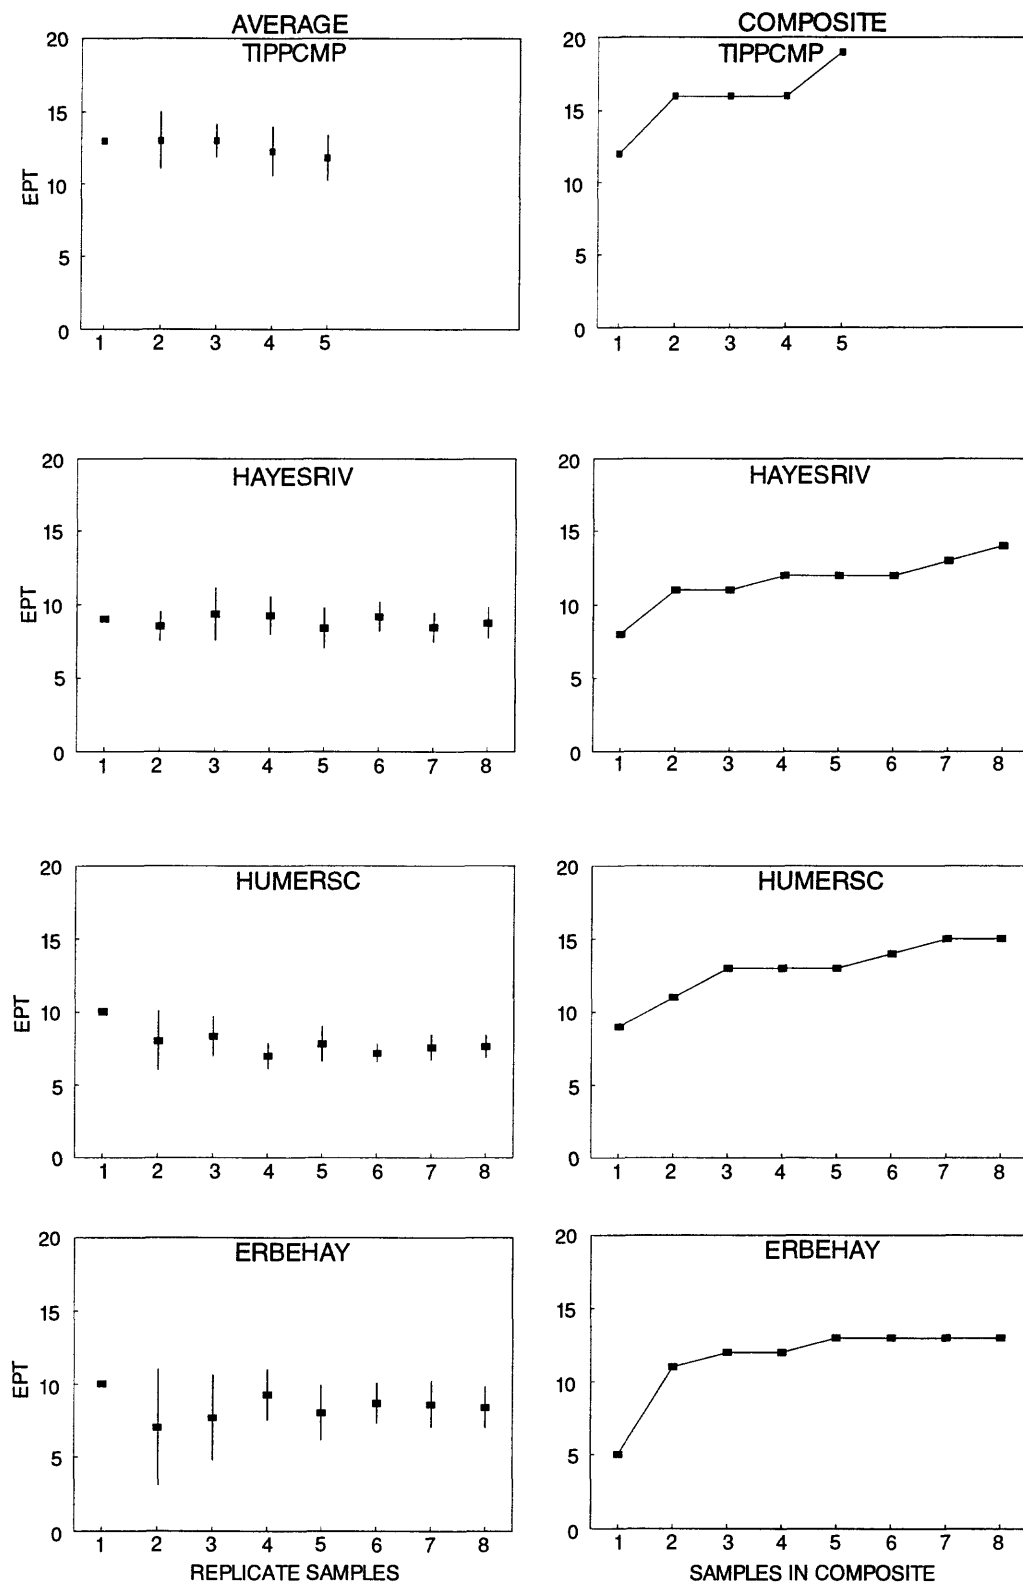 AVERAGE
TIPPCMP
20
15
10
5
0
EPT
1 2 3 4 5
COMPOSITE
TIPPCMP
20
15
10
5
0
1 2 3 4 5
HAYESRIV
20
15
10
5
0
EPT
1 2 3 4 5 6 7 8
HAYESRIV
20
15
10
5
0
1 2 3 4 5 6 7 8
HUMERSC
20
15
10
5
0
EPT
1 2 3 4 5 6 7 8
HUMERSC
20
15
10
5
0
1 2 3 4 5 6 7 8
ERBEHAY
20
15
10
5
0
EPT
1 2 3 4 5 6 7 8
REPLICATE SAMPLES
ERBEHAY
20
15
10
5
0
1 2 3 4 5 6 7 8
SAMPLES IN COMPOSITE